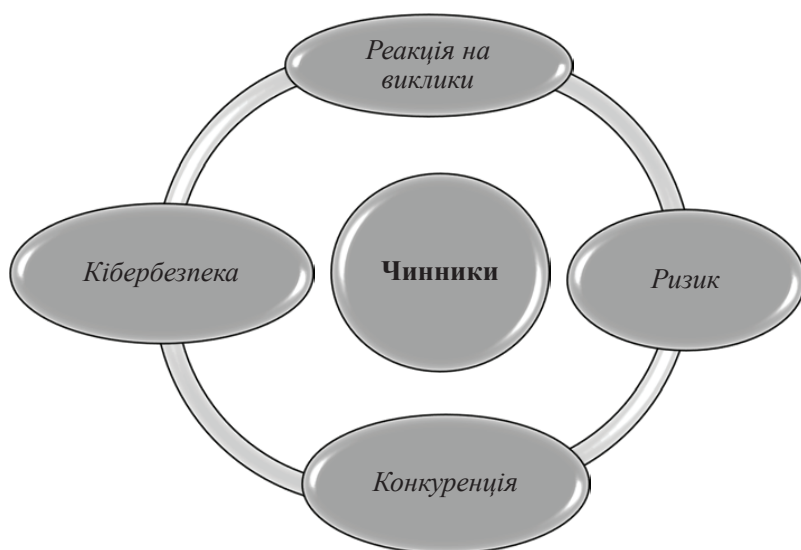 Реакція на
виклики
Кібербезпека
Чинники
Ризик
Конкуренція